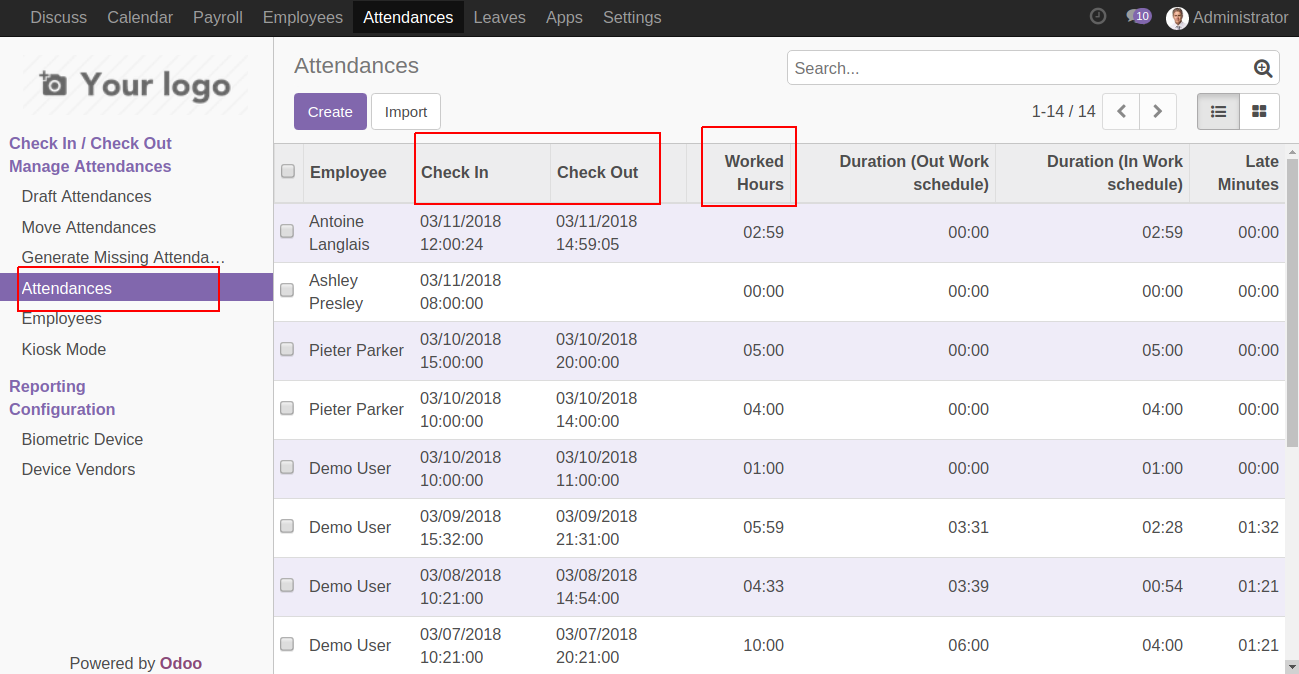 Discuss Calendar Payroll Employees Attendances Leaves Apps Settings 10 Administrator
Your logo
Check In / Check Out
Manage Attendances
Draft Attendances
Move Attendances
Generate Missing Attenda…
Attendances
Employees
Kiosk Mode
Reporting
Configuration
Biometric Device
Device Vendors
Powered by Odoo
Attendances
Search...
Create Import
1-14 / 14
Employee Check In Check Out Worked Hours Duration (Out Work schedule) Duration (In Work schedule) Late Minutes
Antoine Langlais 03/11/2018 12:00:24 03/11/2018 14:59:05 02:59 00:00 02:59 00:00
Ashley Presley 03/11/2018 08:00:00 00:00 00:00 00:00 00:00
Pieter Parker 03/10/2018 15:00:00 03/10/2018 20:00:00 05:00 00:00 05:00 00:00
Pieter Parker 03/10/2018 10:00:00 03/10/2018 14:00:00 04:00 00:00 04:00 00:00
Demo User 03/10/2018 10:00:00 03/10/2018 11:00:00 01:00 00:00 01:00 00:00
Demo User 03/09/2018 15:32:00 03/09/2018 21:31:00 05:59 03:31 02:28 01:32
Demo User 03/08/2018 10:21:00 03/08/2018 14:54:00 04:33 03:39 00:54 01:21
Demo User 03/07/2018 10:21:00 03/07/2018 20:21:00 10:00 06:00 04:00 01:21